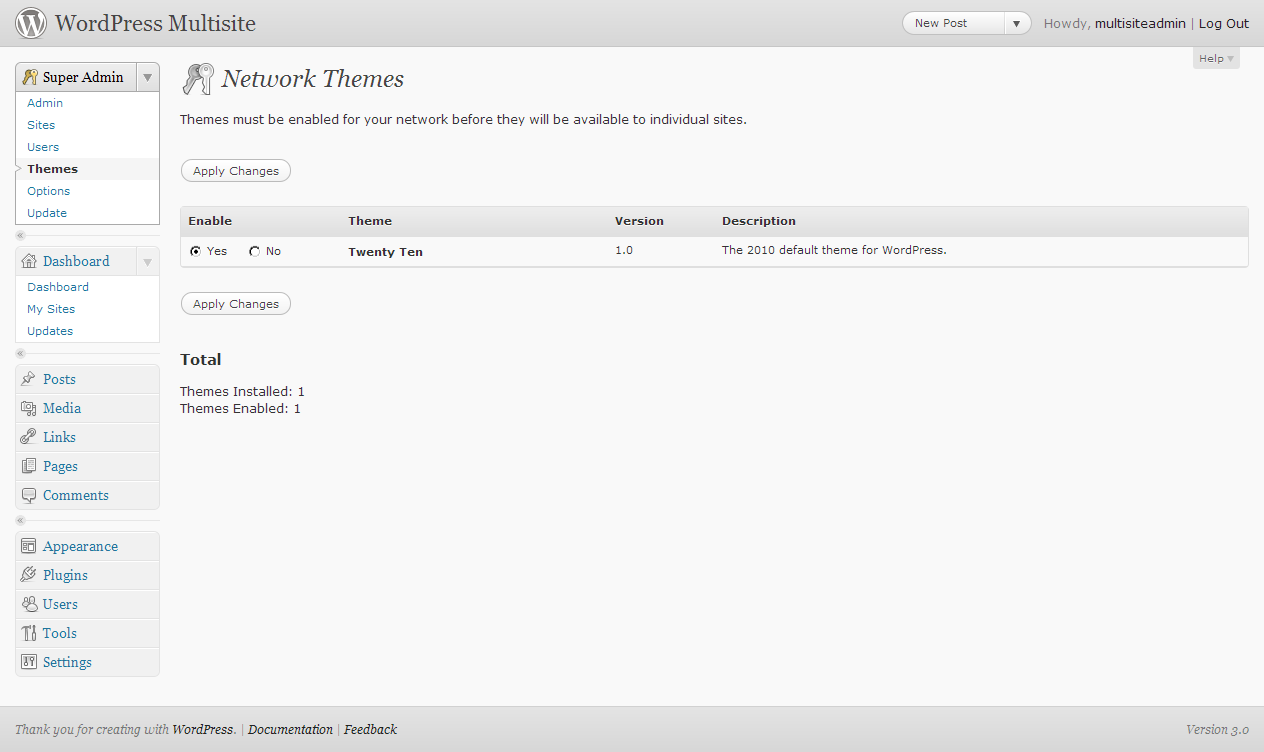 WordPress Multisite
New Post
Howdy, multisiteadmin | Log Out
Help
Super Admin
Admin
Sites
Users
Themes
Options
Update
Dashboard
Dashboard
My Sites
Updates
Posts
Media
Links
Pages
Comments
Appearance
Plugins
Users
Tools
Settings
Network Themes
Themes must be enabled for your network before they will be available to individual sites.
Apply Changes
Enable Theme Version Description
Yes No Twenty Ten 1.0 The 2010 default theme for WordPress.
Apply Changes
Total
Themes Installed: 1
Themes Enabled: 1
Thank you for creating with WordPress. | Documentation | Feedback
Version 3.0